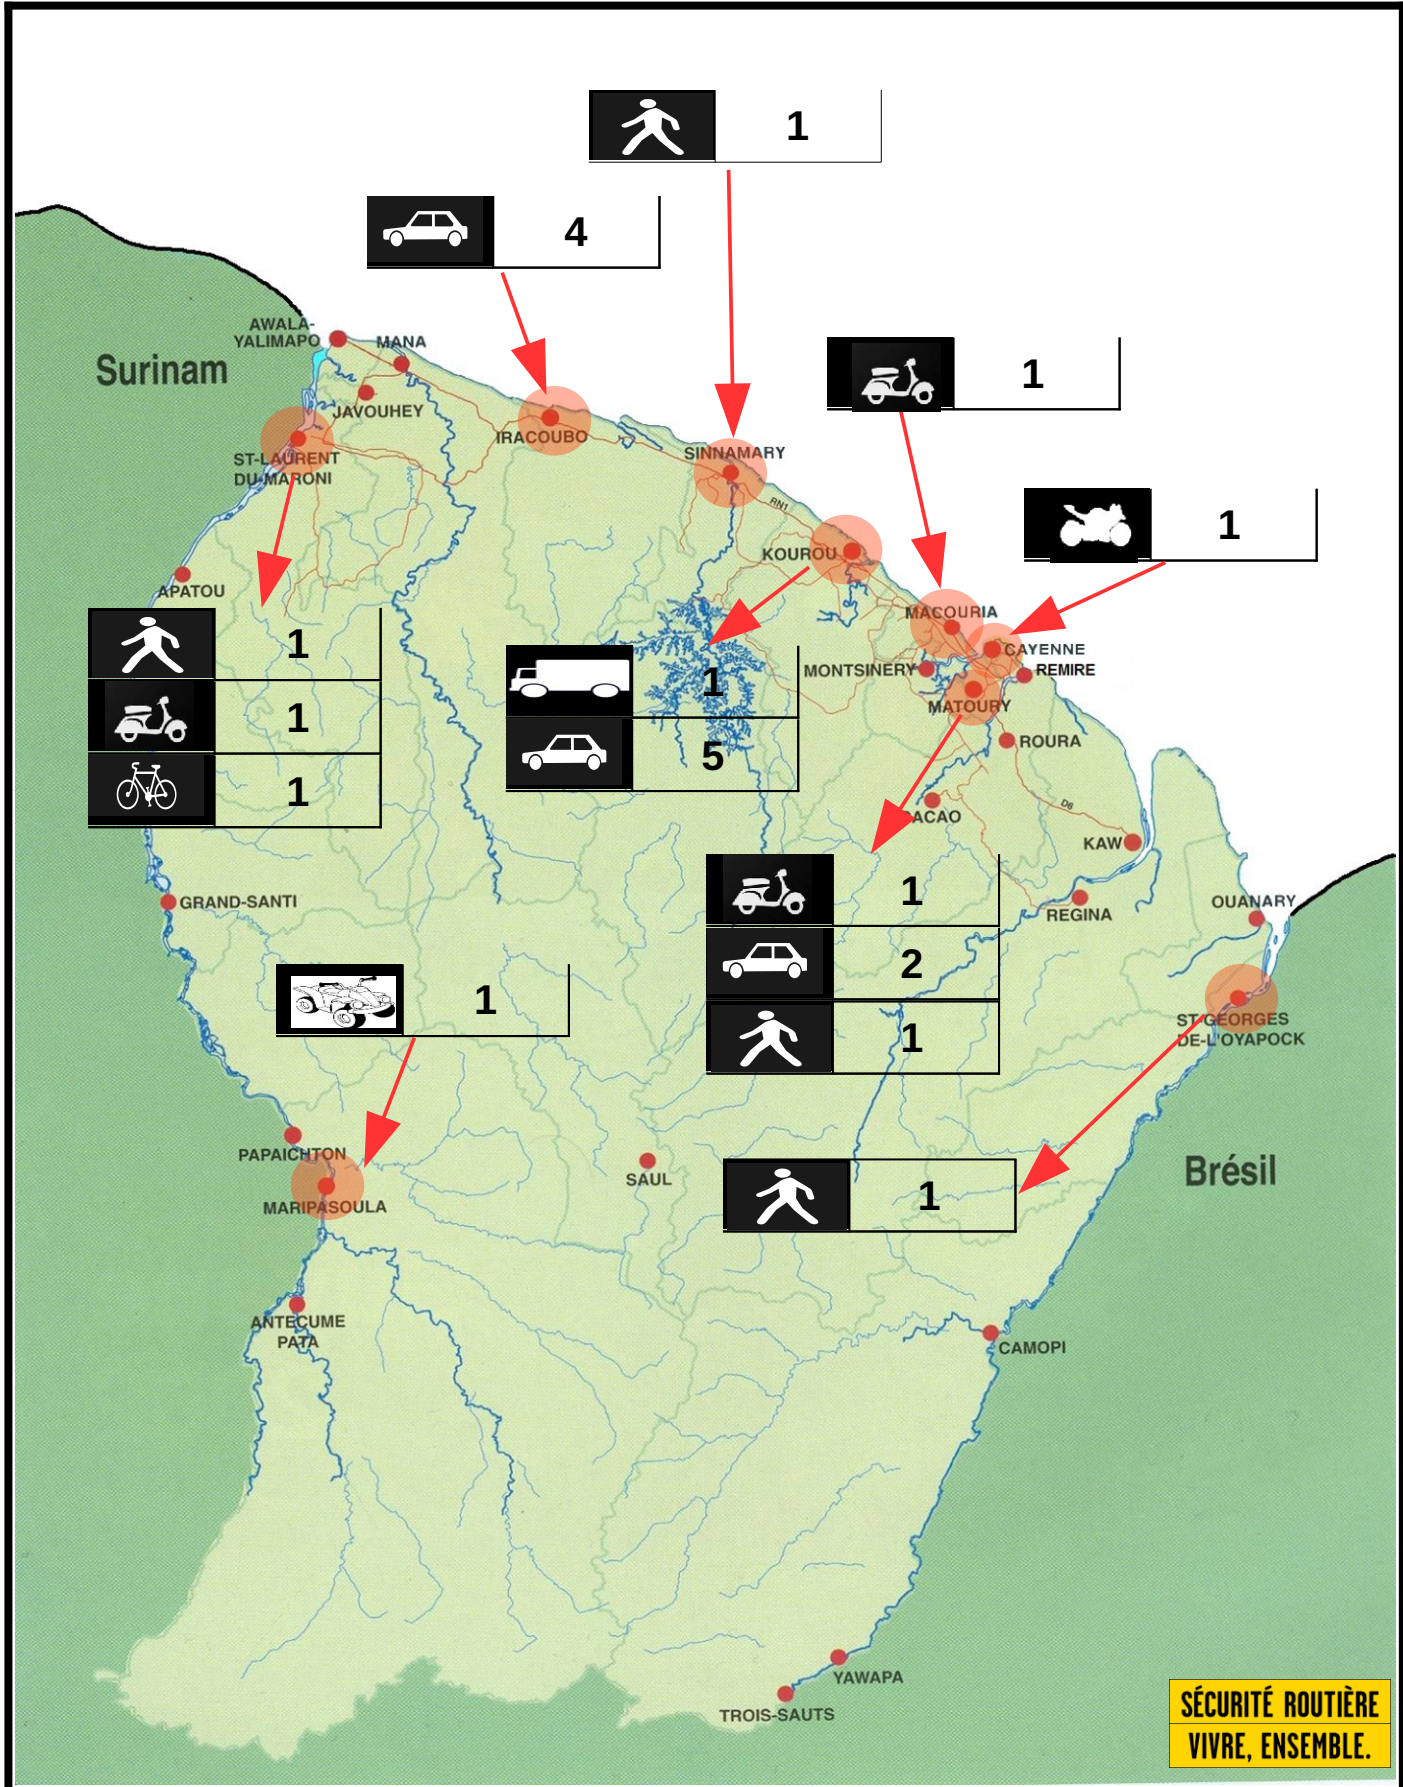 1
4
AWALA-
YALIMAPO
MANA
Surinam
1
JAVOUHEY
IRACOUBO
ST-LAURENT
DU-MARONI
SINNAMARY
RN1
1
KOUROU
APATOU
MACOURIA
1
1
1
CAYENNE
MONTSINERY
REMIRE
1
5
MATOURY
ROURA
D6
CACAO
KAW
GRAND-SANTI
1
2
1
REGINA
OUANARY
1
ST-GEORGES
DE-L'OYAPOCK
PAPAICHTON
MARIPASOULA
SAUL
1
Brésil
ANTECUME
PATA
CAMOPI
YAWAPA
TROIS-SAUTS
SÉCURITÉ ROUTIÈRE
VIVRE, ENSEMBLE.